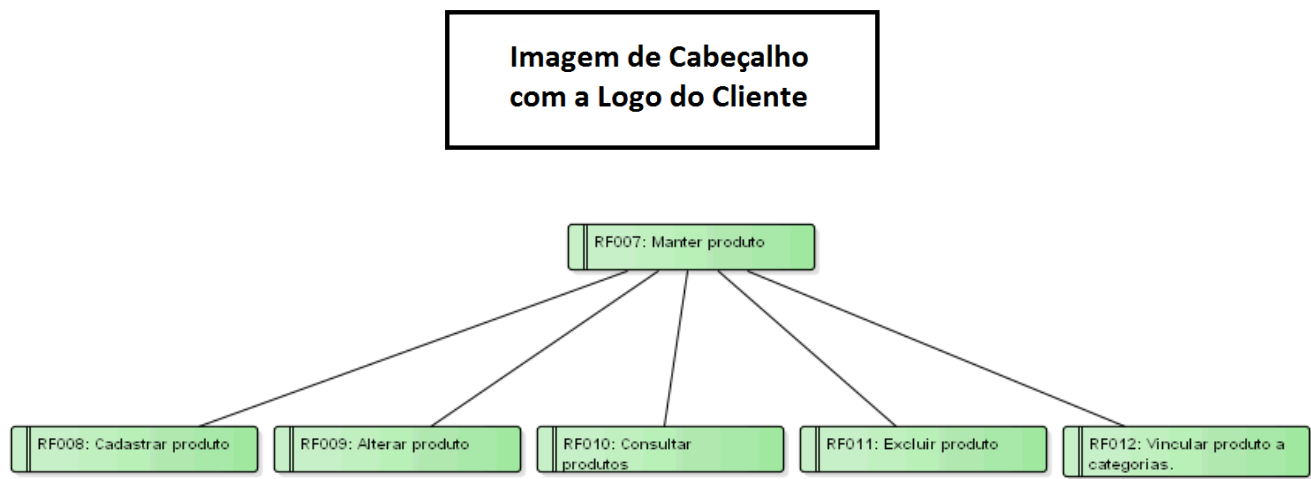 Imagem de Cabeçalho
com a Logo do Cliente
RF007: Manter produto
RF008: Cadastrar produto
RF009: Alterar produto
RF010: Consultar
produtos
RF011: Excluir produto
RF012: Vincular produto a
categorias.